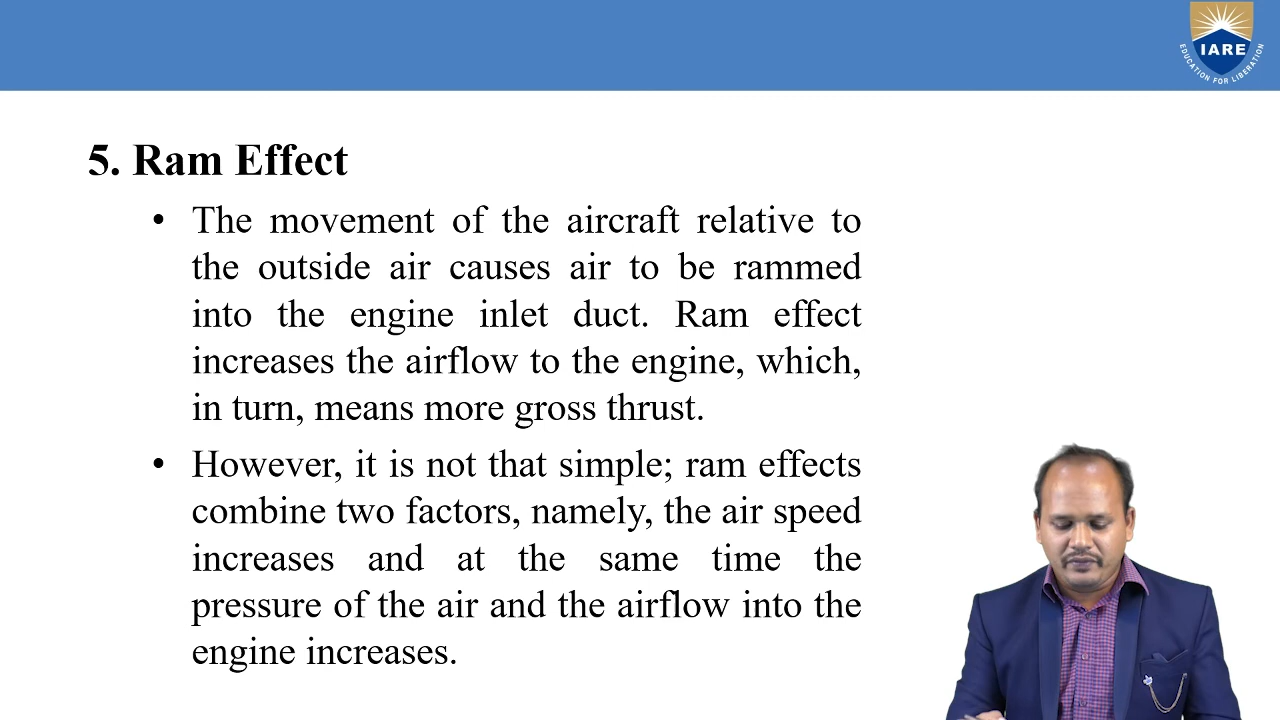 IARE
EDUCATION FOR LIBERATION
5. Ram Effect
• The movement of the aircraft relative to
the outside air causes air to be rammed
into the engine inlet duct. Ram effect
increases the airflow to the engine, which,
in turn, means more gross thrust.
• However, it is not that simple; ram effects
combine two factors, namely, the air speed
increases and at the same time the
pressure of the air and the airflow into the
engine increases.